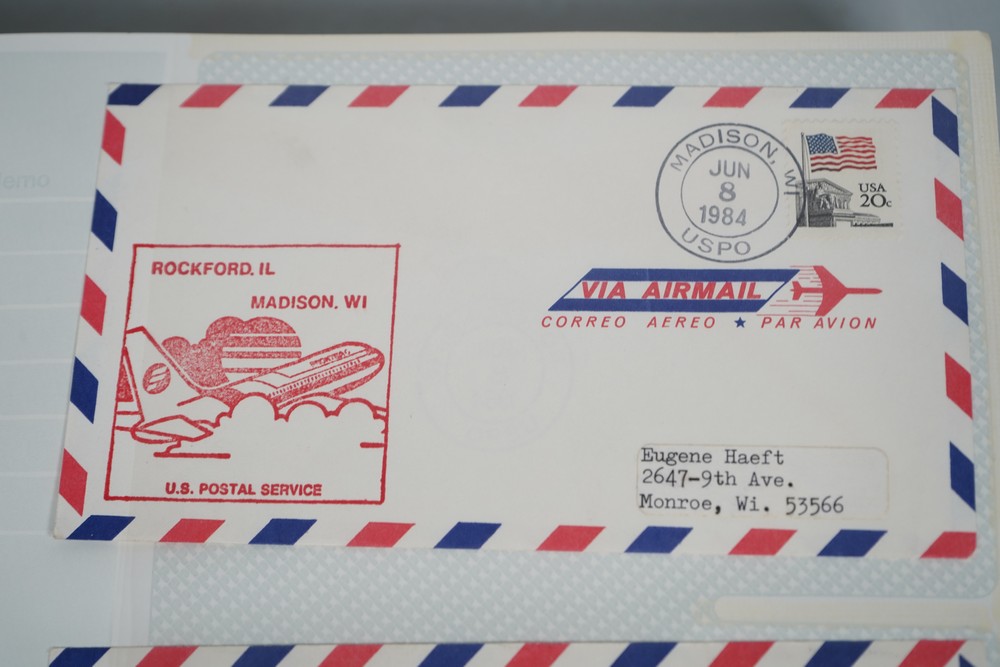 emo
MADISON, WI
JUN
8
1984
USPO
USA
20c
ROCKFORD, IL
MADISON, WI
VIA AIRMAIL
CORREO AEREO ★ PAR AVION
Eugene Haeft
2647-9th Ave.
Monroe, Wi. 53566
U.S. POSTAL SERVICE